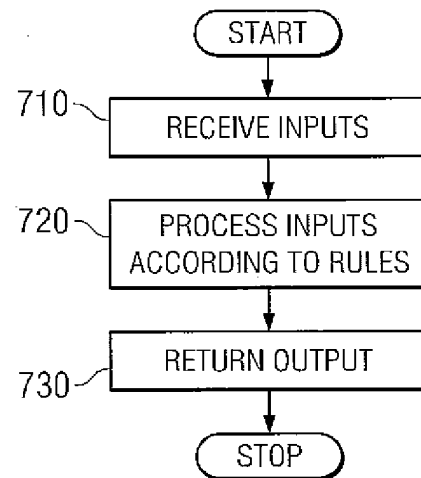 START
710
RECEIVE INPUTS
720
PROCESS INPUTS
ACCORDING TO RULES
RETURN OUTPUT
730
STOP